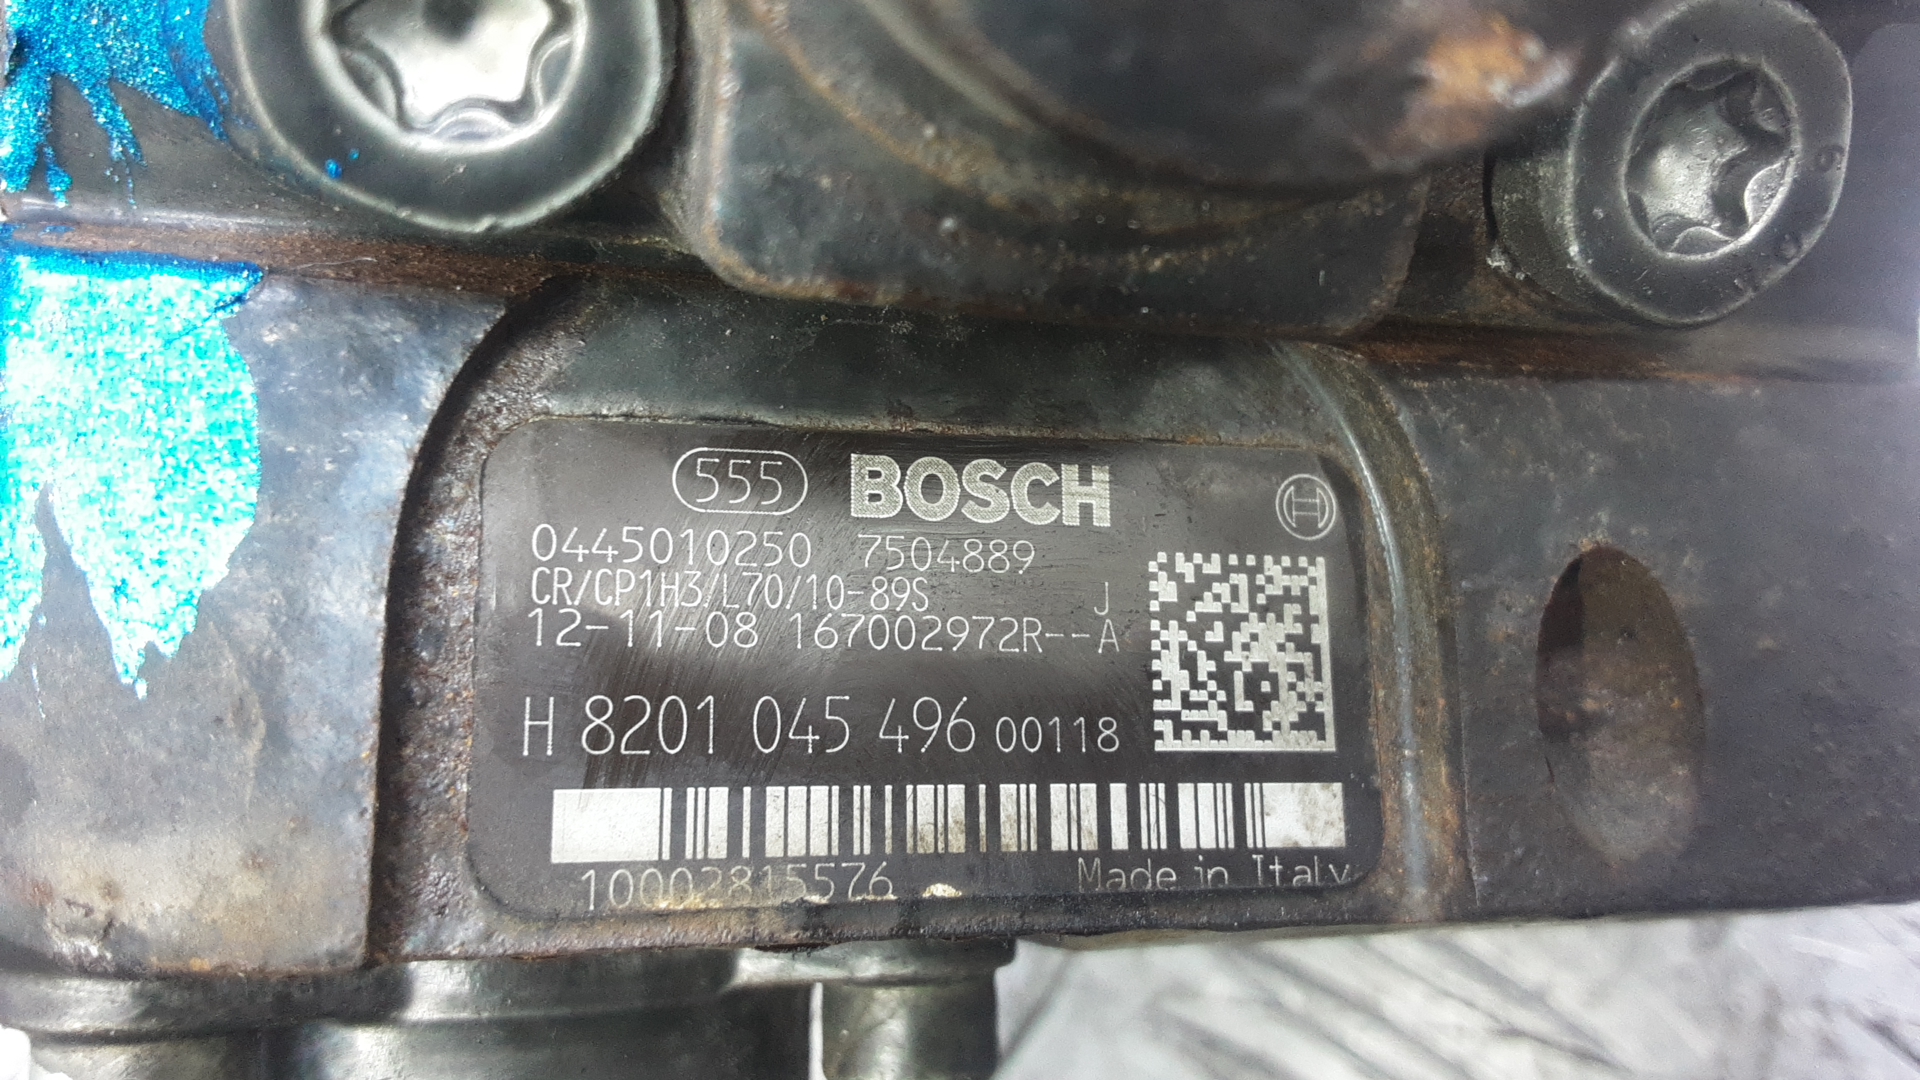 555 BOSCH
0445010250 7504889
CR/CP1H3/L70/10-89S J
12-11-08 167002972R--A
H 8201 045 496 00118
10002815576 Made in Italy